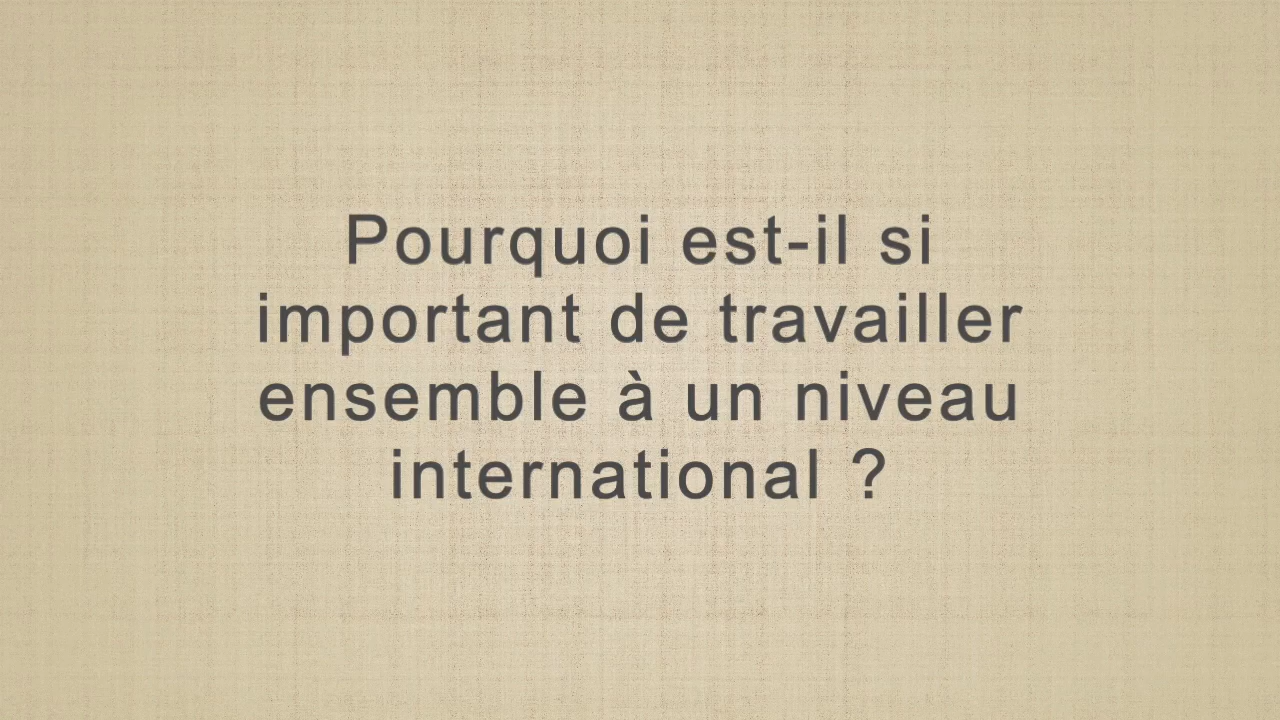 Pourquoi est-il si
important de travailler
ensemble à un niveau
international ?